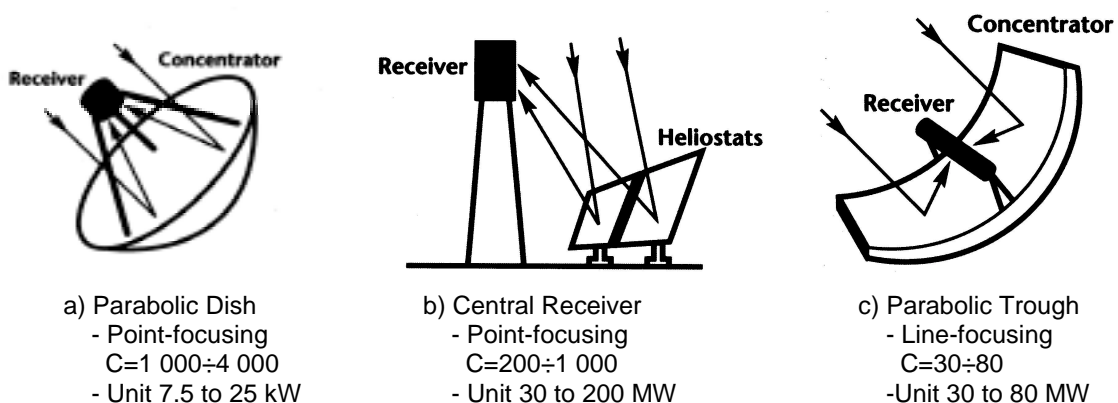 Receiver
Concentrator
a) Parabolic Dish
- Point-focusing
C=1 000÷4 000
- Unit 7.5 to 25 kW
Receiver
Heliostats
b) Central Receiver
- Point-focusing
C=200÷1 000
- Unit 30 to 200 MW
Concentrator
Receiver
c) Parabolic Trough
- Line-focusing
C=30÷80
-Unit 30 to 80 MW